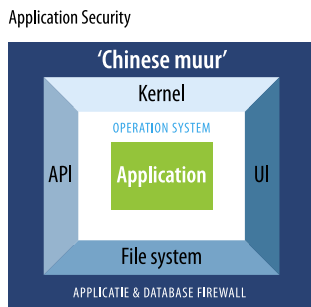 Application Security
'Chinese muur'
Kernel
OPERATION SYSTEM
API
Application
UI
File system
APPLICATIE & DATABASE FIREWALL